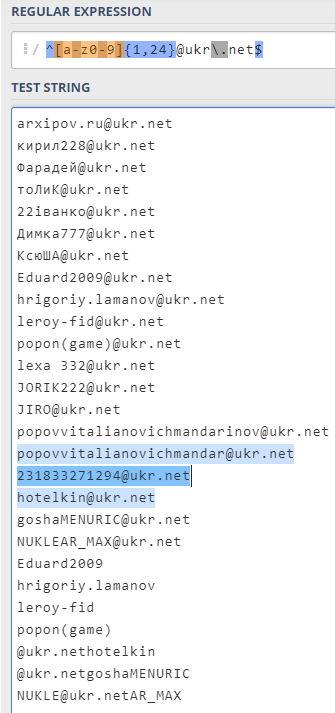 REGULAR EXPRESSION
/ ^[a-z0-9]{1,24}@ukr\.net$
TEST STRING
arxipov.ru@ukr.net
кирил228@ukr.net
Фарадей@ukr.net
тоЛиК@ukr.net
22іванко@ukr.net
Димка777@ukr.net
КсюША@ukr.net
Eduard2009@ukr.net
hrigoriy.lamanov@ukr.net
leroy-fid@ukr.net
popon(game)@ukr.net
lexa 332@ukr.net
JORIK222@ukr.net
JIRO@ukr.net
popovvitalianovichmandarinov@ukr.net
popovvitalianovichmandar@ukr.net
231833271294@ukr.net
hotelkin@ukr.net
goshaMENURIC@ukr.net
NUKLEAR_MAX@ukr.net
Eduard2009
hrigoriy.lamanov
leroy-fid
popon(game)
@ukr.nethotelkin
@ukr.netgoshaMENURIC
NUKLE@ukr.netAR_MAX